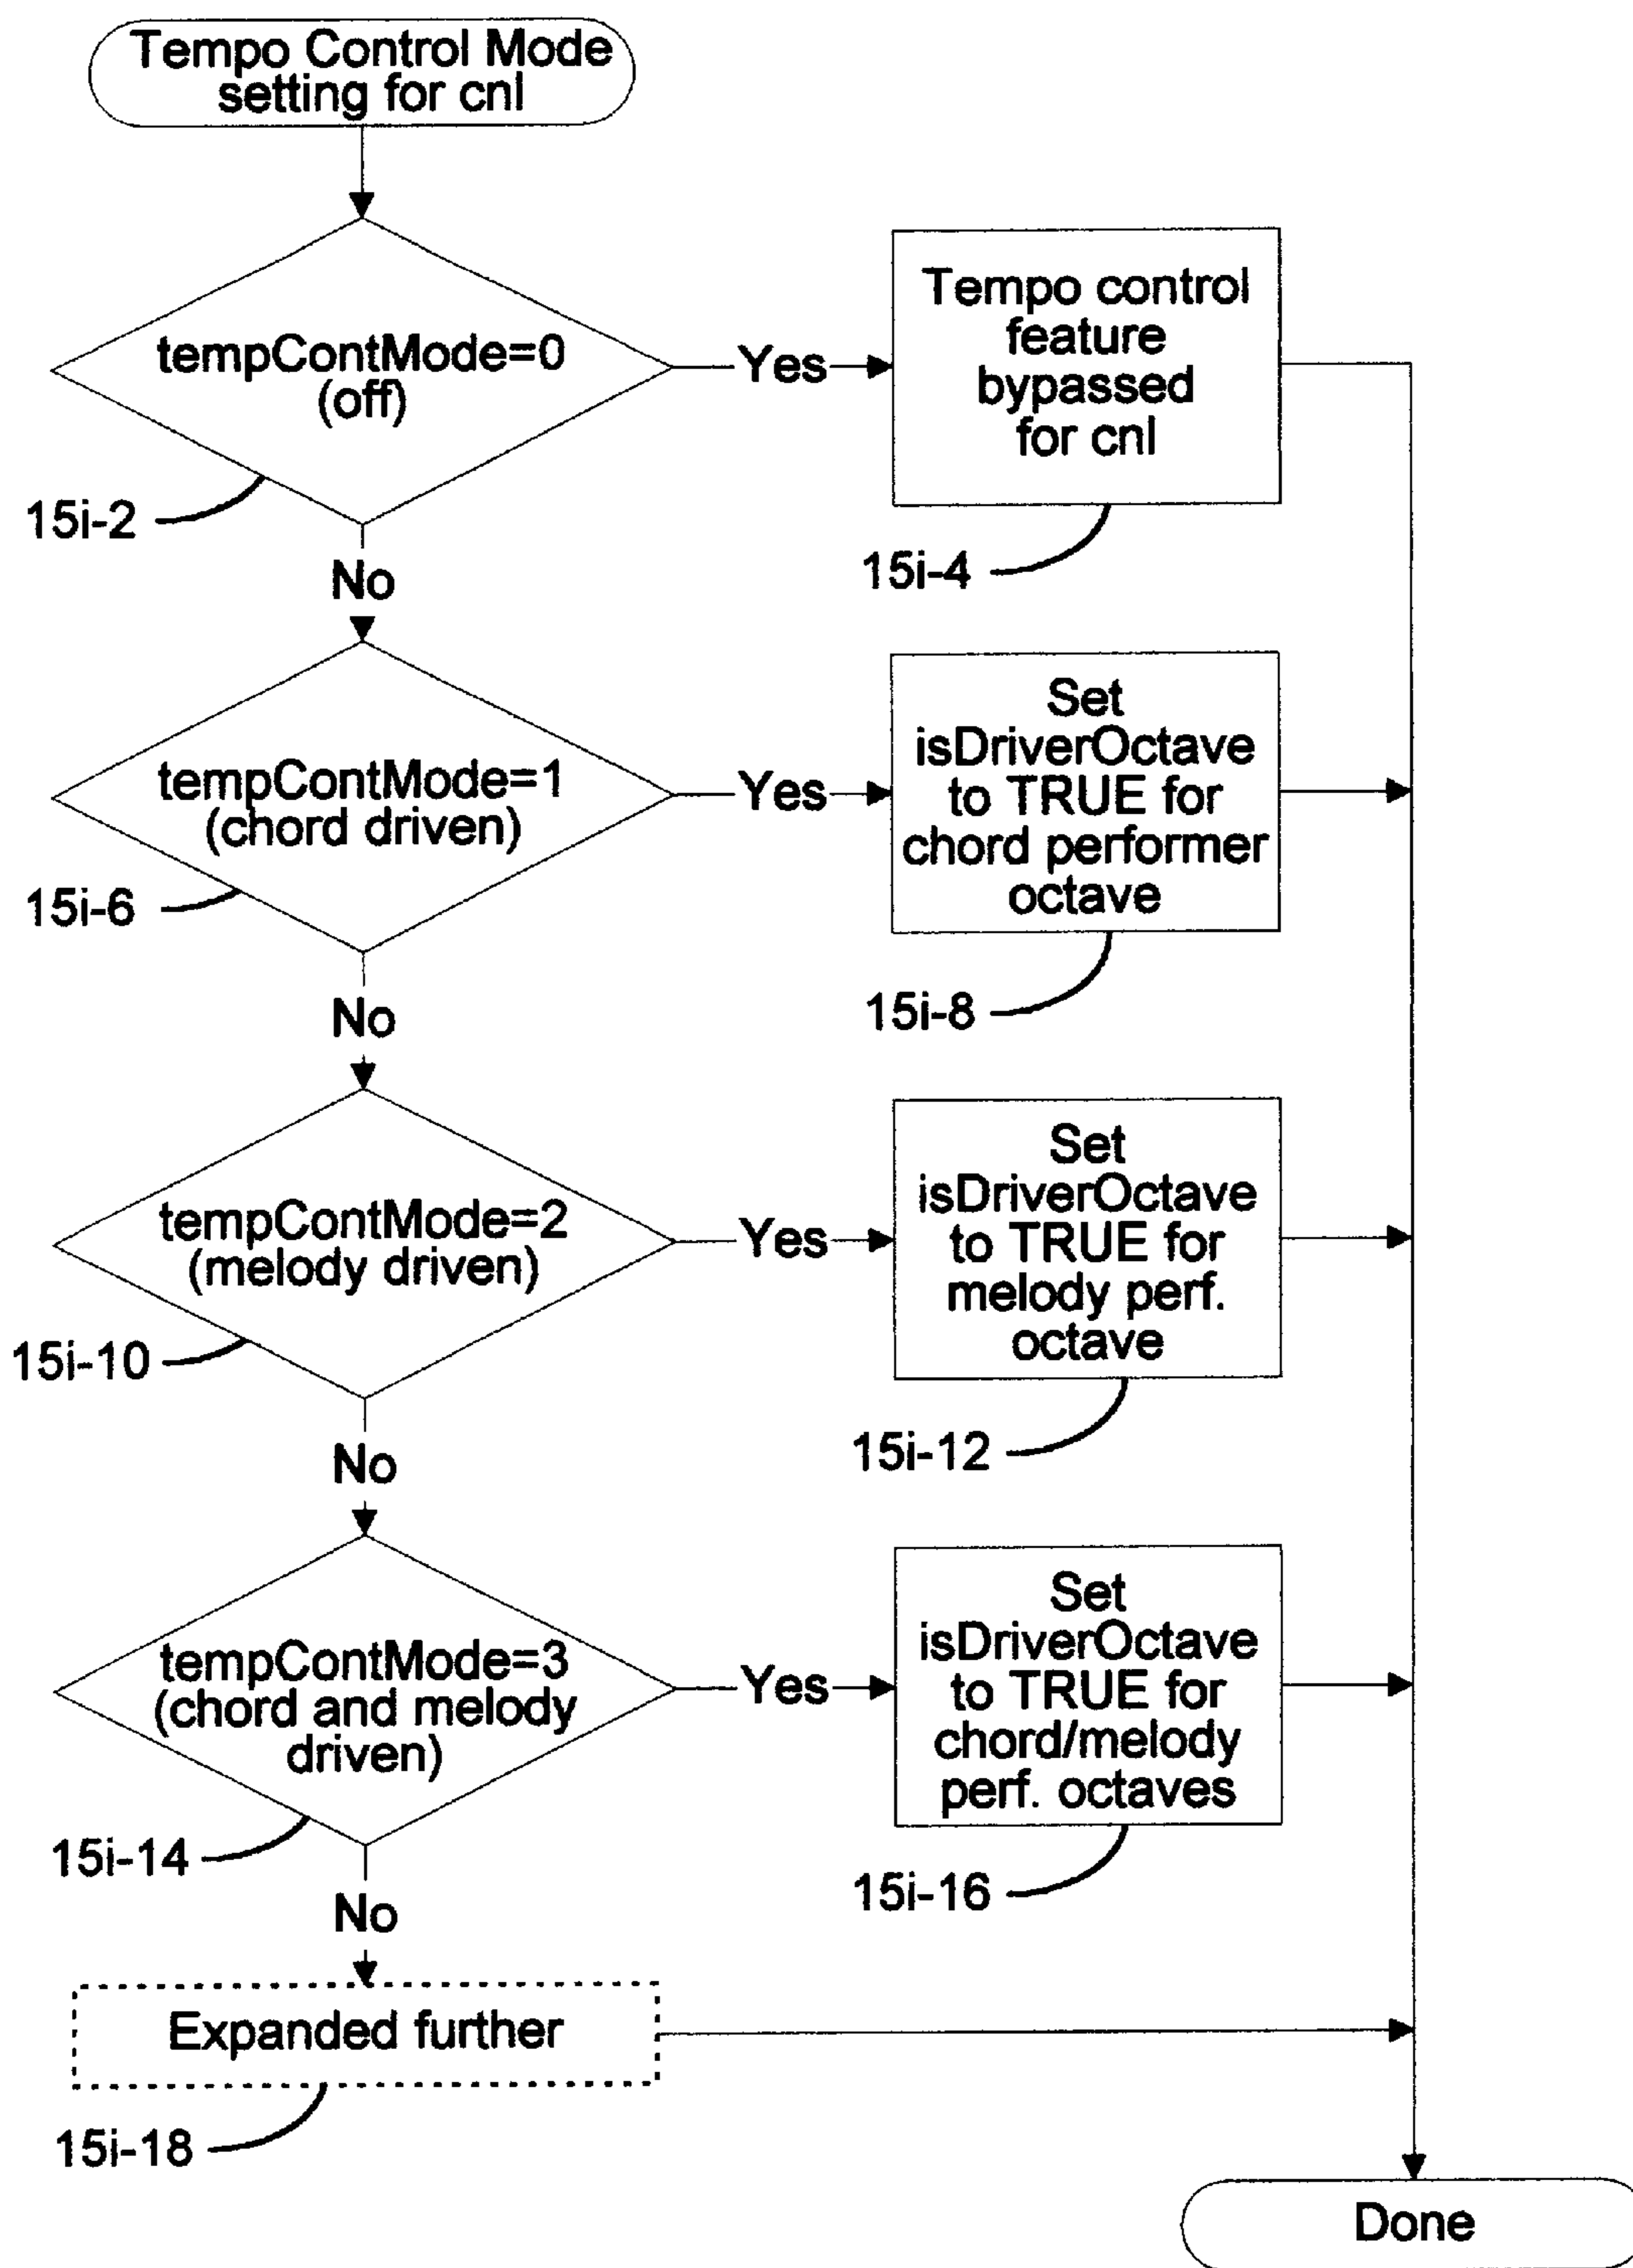 Tempo Control Mode
setting for cnl
tempContMode=0
(off)
Yes
Tempo control
feature
bypassed
for cnl
15i-2
15i-4
No
tempContMode=1
(chord driven)
Yes
Set
isDriverOctave
to TRUE for
chord performer
octave
15i-6
15i-8
No
tempContMode=2
(melody driven)
Yes
Set
isDriverOctave
to TRUE for
melody perf.
octave
15i-10
15i-12
No
tempContMode=3
(chord and melody
driven)
Yes
Set
isDriverOctave
to TRUE for
chord/melody
perf. octaves
15i-14
15i-16
No
Expanded further
15i-18
Done